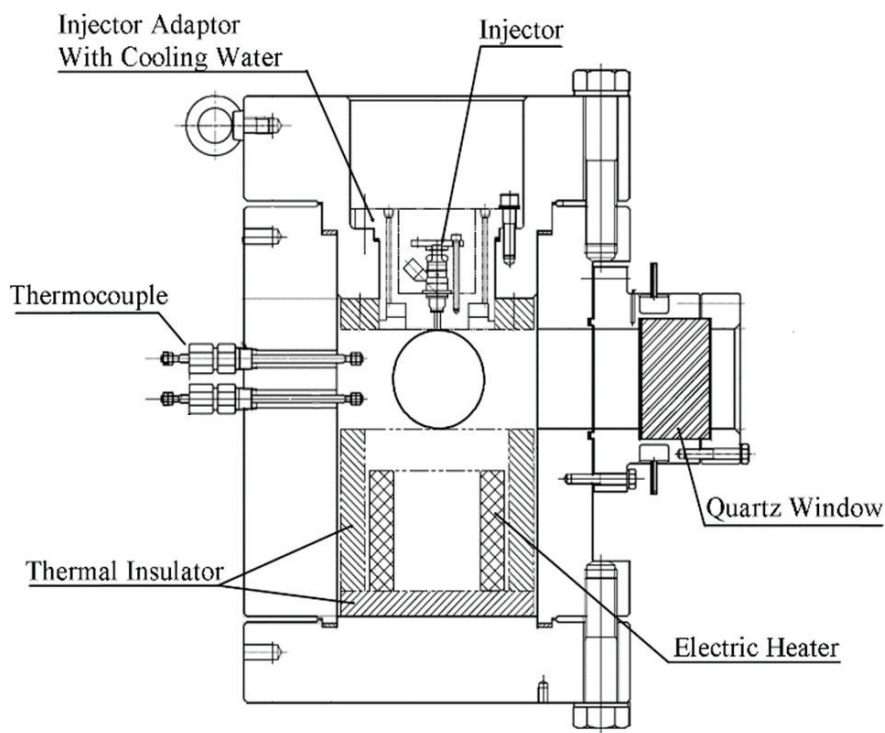 Injector Adaptor
With Cooling Water
Injector
Thermocouple
Quartz Window
Thermal Insulator
Electric Heater